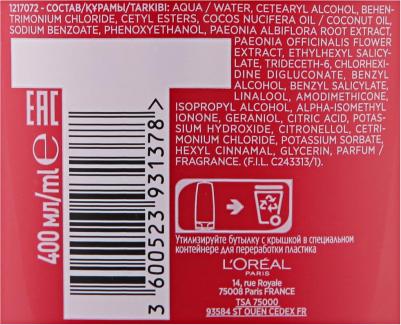 1217072 - СОСТАВ/ҚҰРАМЫ/TARKIBI: AQUA / WATER, CETEARYL ALCOHOL, BEHEN-
TRIMONIUM CHLORIDE, CETYL ESTERS, COCOS NUCIFERA OIL / COCONUT OIL,
SODIUM BENZOATE, PHENOXYETHANOL, PAEONIA ALBIFLORA ROOT EXTRACT,
PAEONIA OFFICINALIS FLOWER
EXTRACT, ETHYLHEXYL SALICY-
LATE, TRIDECETH-6, CHLORHEXI-
DINE DIGLUCONATE, BENZYL
ALCOHOL, BENZYL SALICYLATE,
LINALOOL, AMODIMETHICONE,
ISOPROPYL ALCOHOL, ALPHA-ISOMETHYL
IONONE, GERANIOL, CITRIC ACID, POTAS-
SIUM HYDROXIDE, CITRONELLOL, CETRI-
MONIUM CHLORIDE, POTASSIUM SORBATE,
HEXYL CINNAMAL, GLYCERIN, PARFUM /
FRAGRANCE. (F.I.L. C243313/1).
EAC
400 МЛ/ml e
3 600523 931378 >
Утилизируйте бутылку с крышкой в специальном
контейнере для переработки пластика
L'ORÉAL
PARIS
14, rue Royale
75008 Paris FRANCE
TSA 75000
93584 ST OUEN CEDEX FR